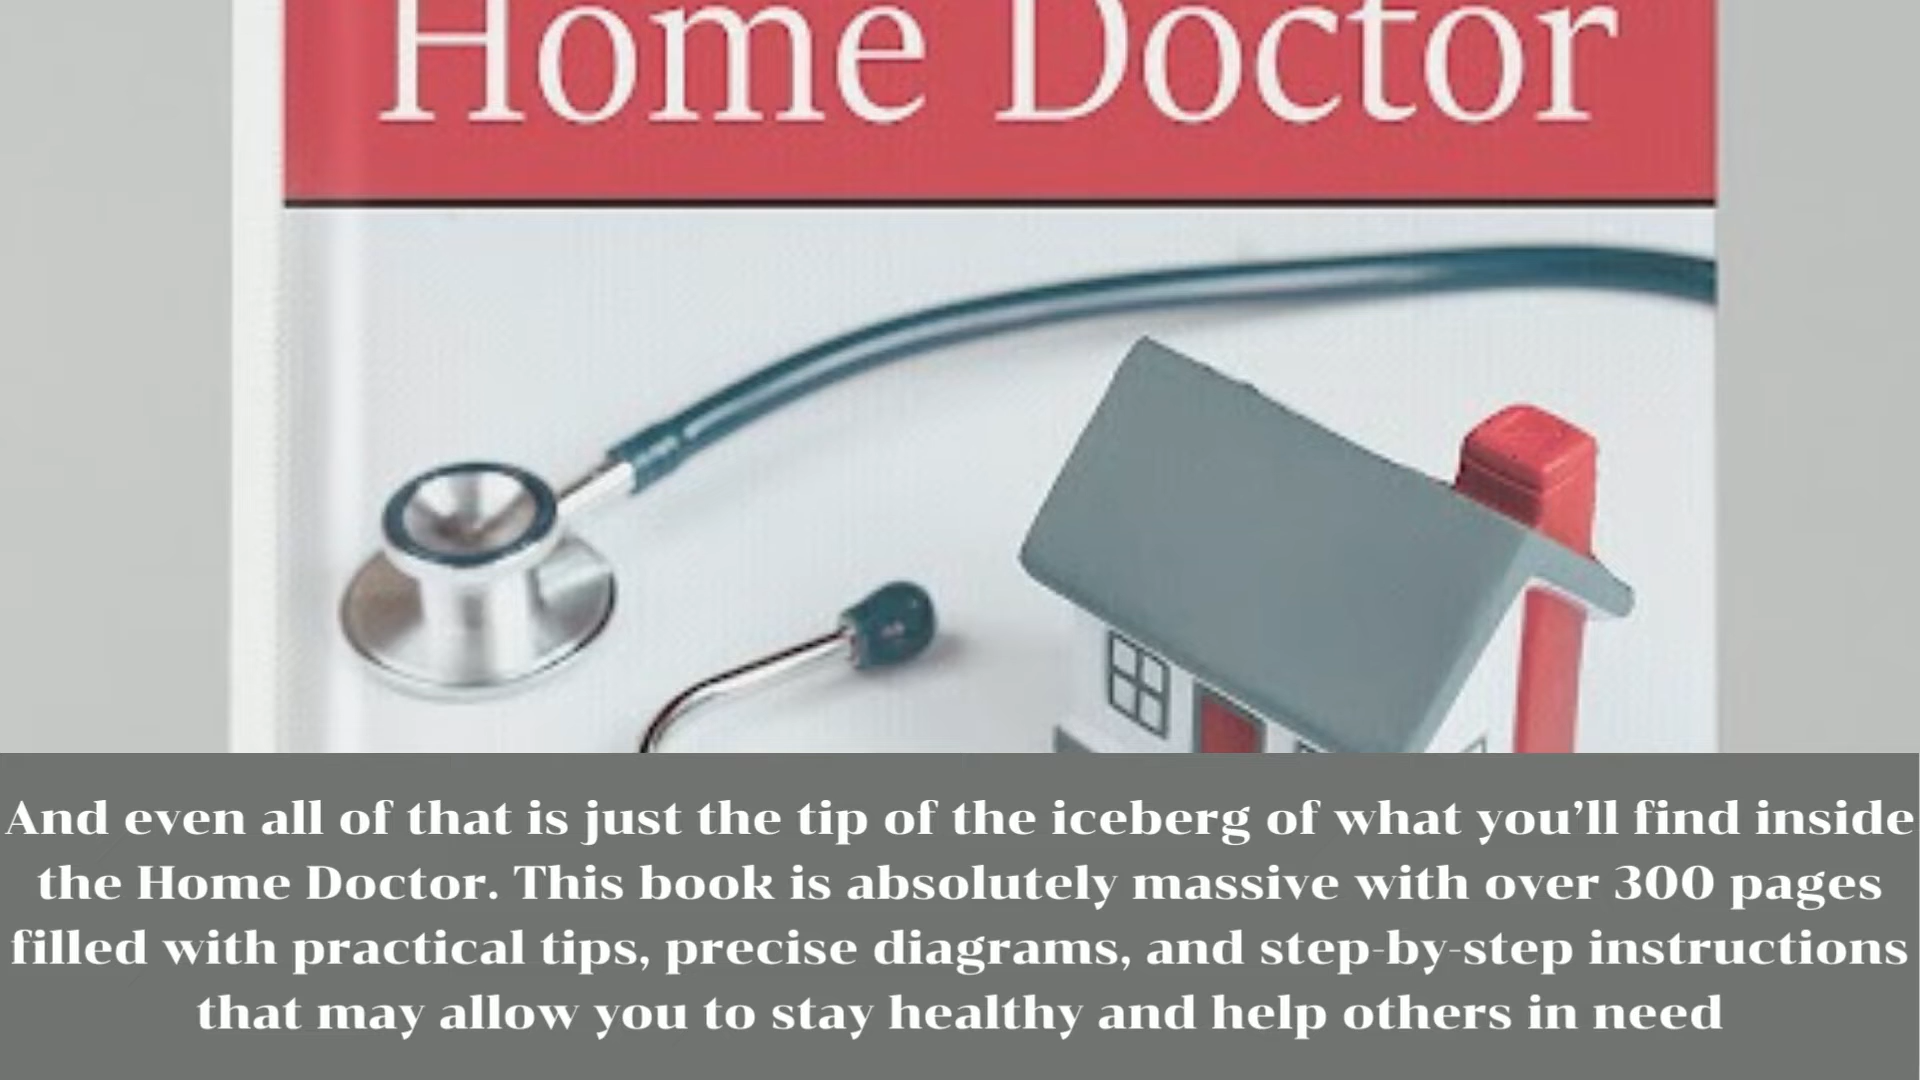 Home Doctor
And even all of that is just the tip of the iceberg of what you’ll find inside
the Home Doctor. This book is absolutely massive with over 300 pages
filled with practical tips, precise diagrams, and step-by-step instructions
that may allow you to stay healthy and help others in need